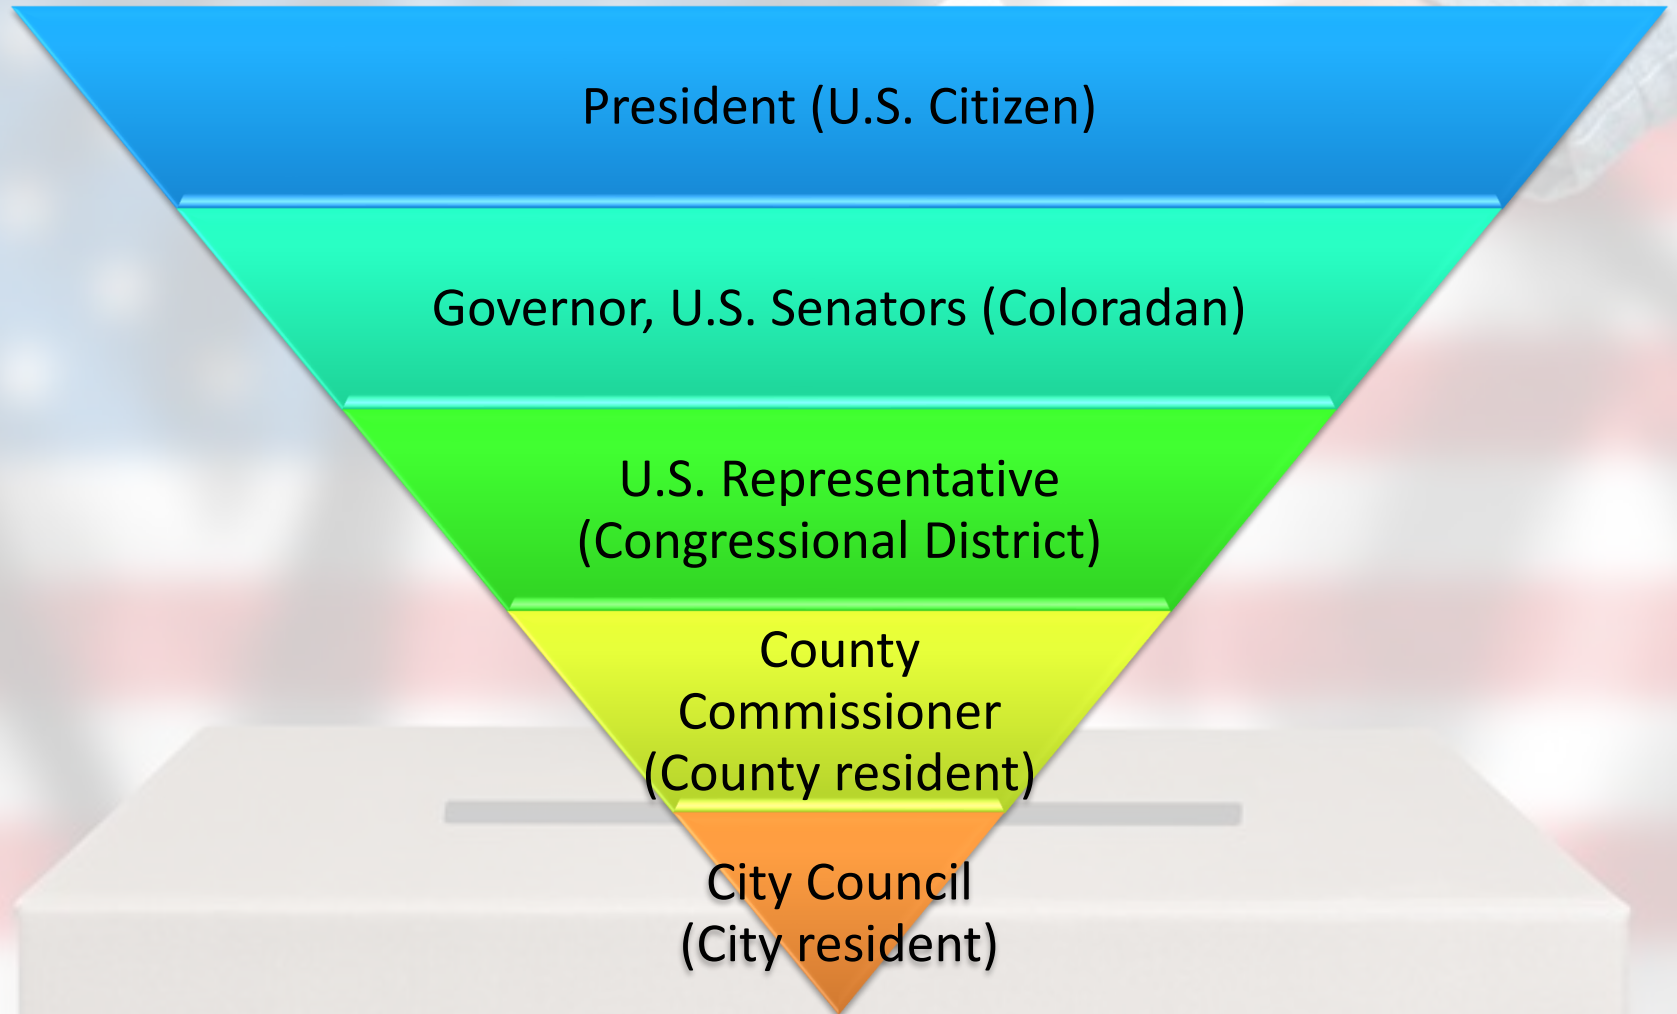 President (U.S. Citizen)
Governor, U.S. Senators (Coloradan)
U.S. Representative
(Congressional District)
County
Commissioner
(County resident)
City Council
(City resident)